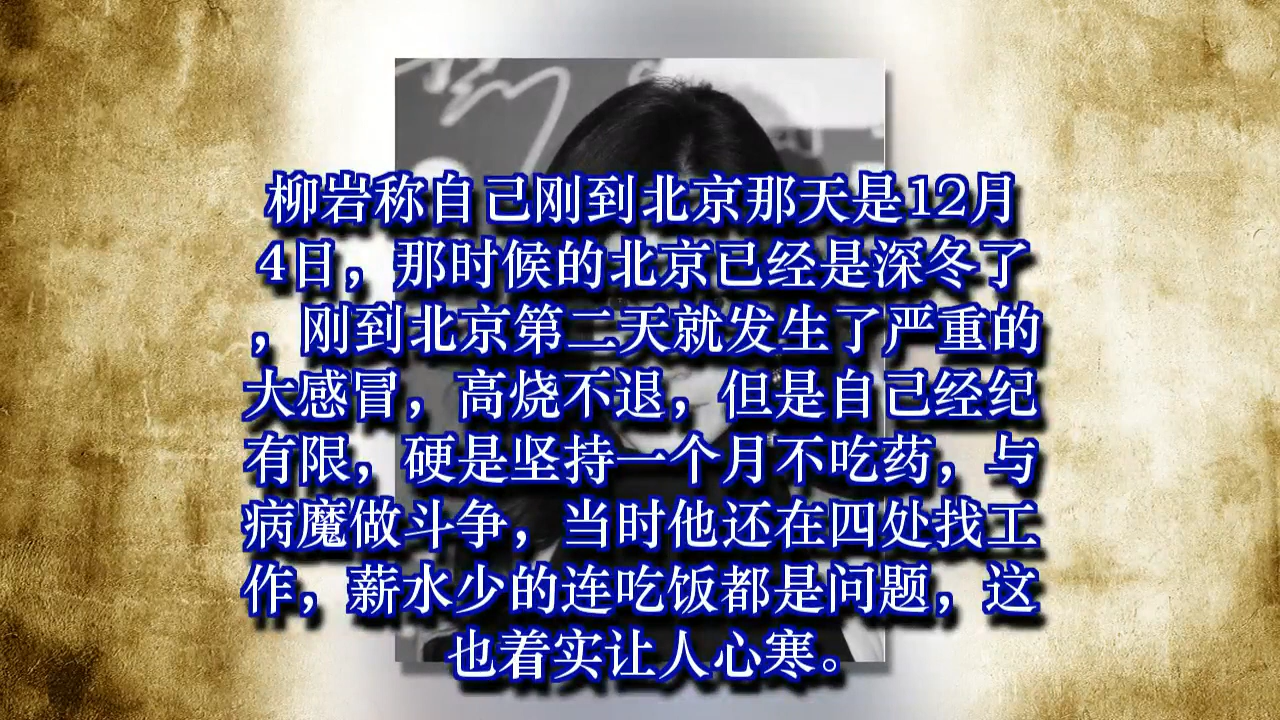 柳岩称自己刚到北京那天是12月
4日，那时候的北京已经是深冬了
，刚到北京第二天就发生了严重的
大感冒，高烧不退，但是自己经纪
有限，硬是坚持一个月不吃药，与
病魔做斗争，当时他还在四处找工
作，薪水少的连吃饭都是问题，这
也着实让人心寒。